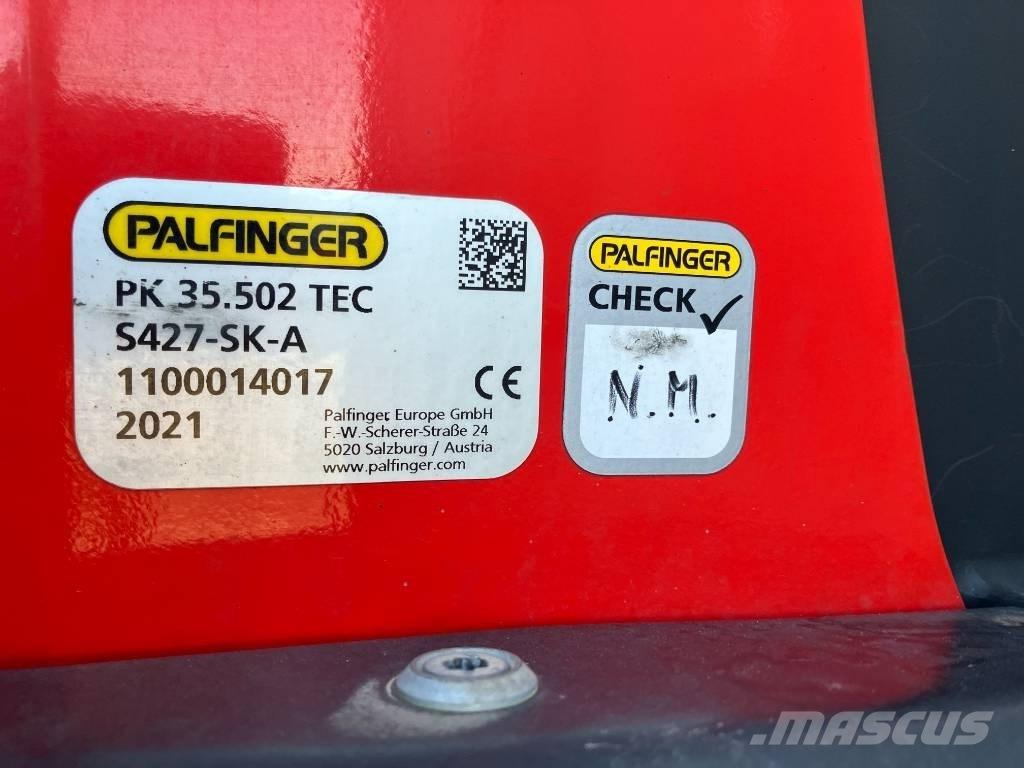 PALFINGER
PK 35.502 TEC
S427-SK-A
1100014017
2021
Palfinger Europe GmbH
F.-W.-Scherer-Straße 24
5020 Salzburg / Austria
www.palfinger.com
CE
PALFINGER
CHECK
N.M.
MASCUS